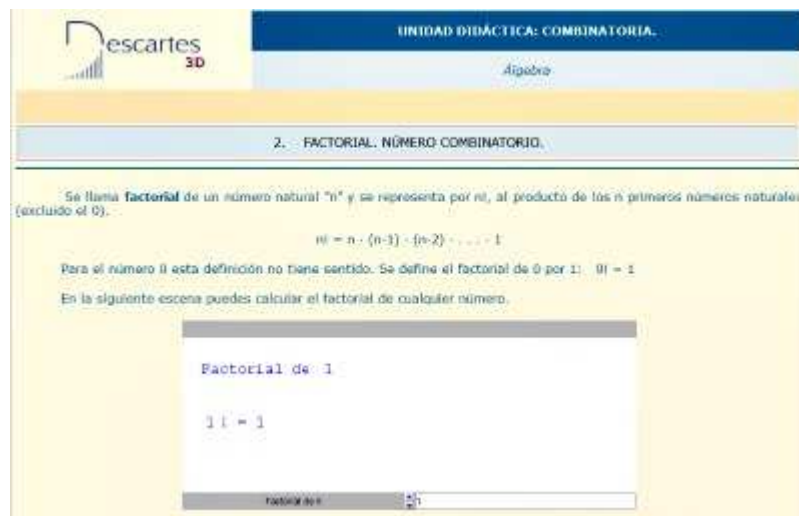 Descartes
3D
UNIDAD DIDÁCTICA: COMBINATORIA.
Álgebra
2. FACTORIAL. NÚMERO COMBINATORIO.
Se llama factorial de un número natural "n" y se representa por n!, al producto de los n primeros números naturales
(excluido el 0).
n! = n · (n-1) · (n-2) · . . . · 1
Para el número 0 esta definición no tiene sentido. Se define el factorial de 0 por 1: 0! = 1
En la siguiente escena puedes calcular el factorial de cualquier número.
Factorial de 1
1! = 1
Factorial de n
1